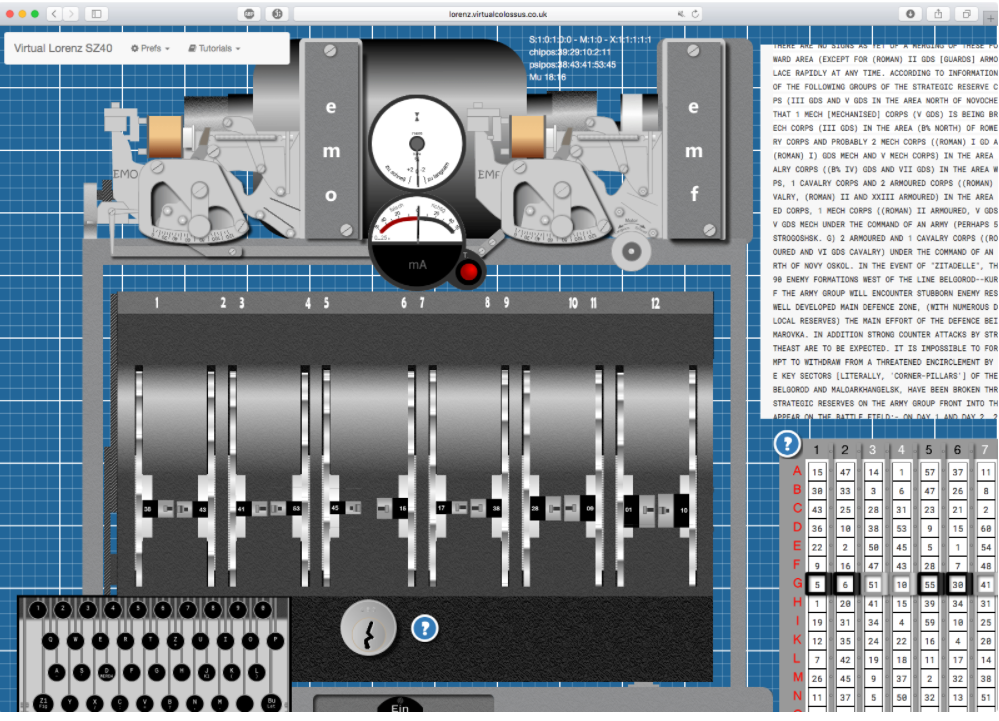 lorenz.virtualcolossus.co.uk
Virtual Lorenz SZ40
Prefs
Tutorials
S:1:0:1:0:0 - M:1:0 - X:1:1:1:1:1
chipos:39:29:10:2:11
psipos:38:43:41:53:45
Mu 18:16
THERE ARE NO SIGNS AS YET OF A MERGING OF THESE FO
WARD AREA (EXCEPT FOR (ROMAN) II GDS [GUARDS] ARMO
LACE RAPIDLY AT ANY TIME. ACCORDING TO INFORMATION
OF THE FOLLOWING GROUPS OF THE STRATEGIC RESERVE C
PS (III GDS AND V GDS IN THE AREA NORTH OF NOVOCHE
THAT 1 MECH [MECHANISED] CORPS (V GDS) IS BEING BR
ECH CORPS (III GDS) IN THE AREA (B% NORTH) OF ROWE
RY CORPS AND PROBABLY 2 MECH CORPS ((ROMAN) I GD A
(ROMAN) I) GDS MECH AND V MECH CORPS) IN THE AREA
ALRY CORPS ((B% IV) GDS AND VII GDS) IN THE AREA W
PS, 1 CAVALRY CORPS AND 2 ARMOURED CORPS ((ROMAN)
VALRY, (ROMAN) II AND XXIII ARMOURED) IN THE AREA
ED CORPS, 1 MECH CORPS ((ROMAN) II ARMOURED, V GDS
V GDS MECH UNDER THE COMMAND OF AN ARMY (PERHAPS 5
STROGOSHSK. G) 2 ARMOURED AND 1 CAVALRY CORPS ((RO
OURED AND VI GDS CAVALRY) UNDER THE COMMAND OF AN
RTH OF NOVY OSKOL. IN THE EVENT OF "ZITADELLE", TH
90 ENEMY FORMATIONS WEST OF THE LINE BELGOROD--KUR
F THE ARMY GROUP WILL ENCOUNTER STUBBORN ENEMY RES
WELL DEVELOPED MAIN DEFENCE ZONE, (WITH NUMEROUS D
LOCAL RESERVES) THE MAIN EFFORT OF THE DEFENCE BEI
MAROVKA. IN ADDITION STRONG COUNTER ATTACKS BY STR
THEAST ARE TO BE EXPECTED. IT IS IMPOSSIBLE TO FOR
MPT TO WITHDRAW FROM A THREATENED ENCIRCLEMENT BY
E KEY SECTORS [LITERALLY, 'CORNER-PILLARS'] OF THE
BELGOROD AND MALOARKHANGELSK, HAVE BEEN BROKEN THR
STRATEGIC RESERVES ON THE ARMY GROUP FRONT INTO TH
APPEAR ON THE BATTLE FIELD:- ON DAY 1 AND DAY 2, 2
e
m
o
e
m
f
EMO
EMF
zu schnell
zu langsam
mA
1 2 3 4 5 6 7 8 9 10 11 12
43 41 53 45 16 17 38 28 09 01 10
? 1 2 3 4 5 6 7
A 15 47 14 1 57 37 11
B 30 33 3 6 47 26 8
C 43 25 28 31 23 21 2
D 36 10 38 53 9 15 60
E 22 2 50 45 5 1 54
F 9 16 47 43 28 7 48
G 5 6 51 10 55 30 41
H 1 20 41 15 39 34 31
I 19 31 34 4 59 10 25
K 12 35 24 22 16 4 20
L 7 42 19 18 11 17 14
M 26 45 9 37 2 32 38
N 11 37 5 50 32 13 51
?
1 2 3 4 5 6 7 8 9 0
Q W E R T Z U I O P
A S D F G H J K L
Y X C V B N M
Ein